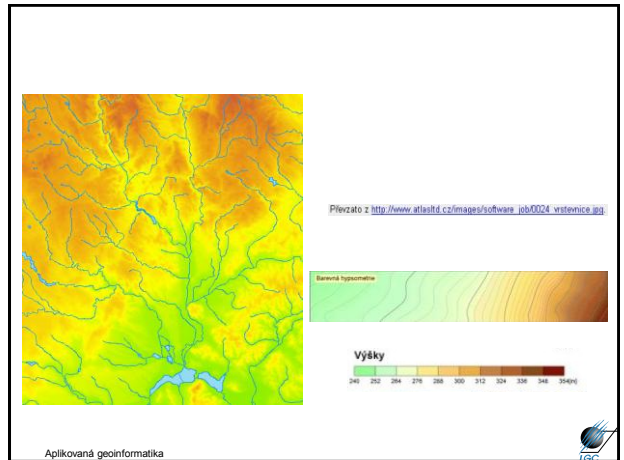 Převzato z http://www.atlasltd.cz/images/software_job/0024_vrstevnice.jpg.
Barevná hypsometrie
Výšky
240 252 264 276 288 300 312 324 336 348 354[m]
Aplikovaná geoinformatika
LGC